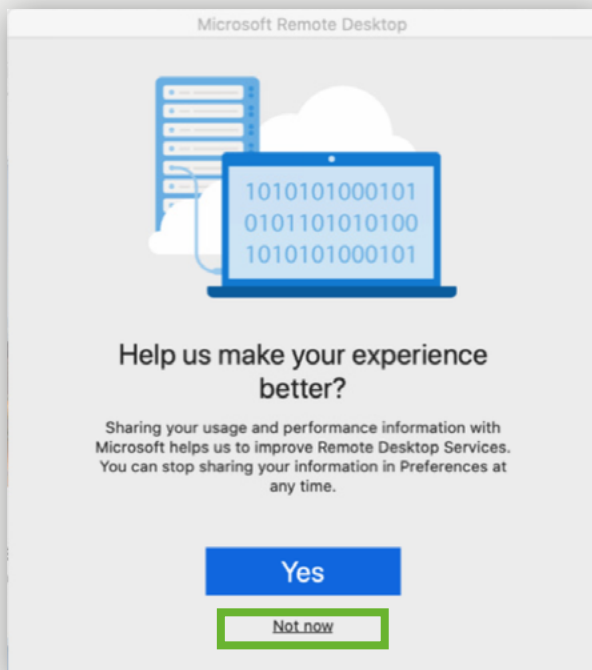 Microsoft Remote Desktop
1010101000101
0101101010100
1010101000101
Help us make your experience
better?
Sharing your usage and performance information with
Microsoft helps us to improve Remote Desktop Services.
You can stop sharing your information in Preferences at
any time.
Yes
Not now